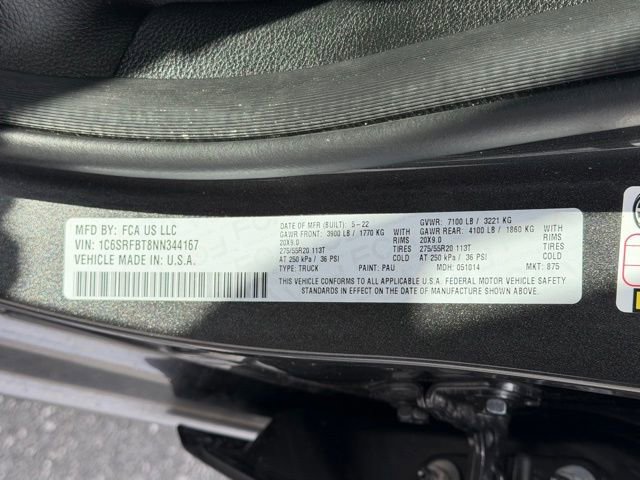 MFD BY: FCA US LLC
VIN: 1C6SRFBT8NN344167
VEHICLE MADE IN U.S.A.
DATE OF MFR (BUILT): 5-22
GAWR FRONT: 3900 LB / 1770 KG
20X9.0 RIMS
275/55R20 113T TIRES
AT 250 kPa / 36 PSI COLD
TYPE: TRUCK PAINT: PAU
GVWR: 7100 LB / 3221 KG
GAWR REAR: 4100 LB / 1860 KG
20X9.0 RIMS
275/55R20 113T TIRES
AT 250 kPa / 36 PSI COLD
MDH: 051014 MKT: 875
THIS VEHICLE CONFORMS TO ALL APPLICABLE U.S.A. FEDERAL MOTOR VEHICLE SAFETY
STANDARDS IN EFFECT ON THE DATE OF MANUFACTURE SHOWN ABOVE.